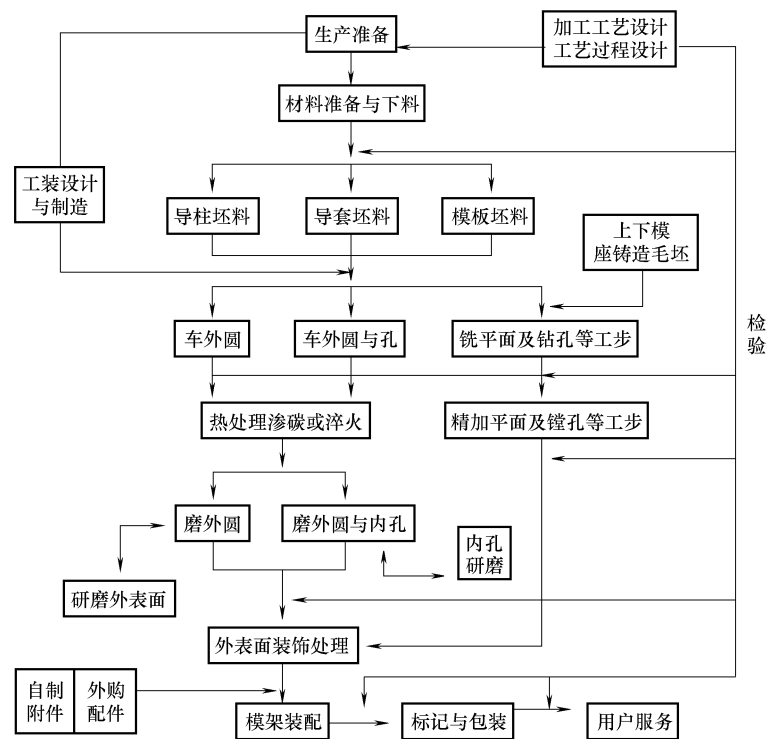 生产准备
加工工艺设计
工艺过程设计
材料准备与下料
工装设计
与制造
导柱坯料
导套坯料
模板坯料
上下模
座铸造毛坯
检
验
车外圆
车外圆与孔
铣平面及钻孔等工步
热处理渗碳或淬火
精加平面及镗孔等工步
磨外圆
磨外圆与内孔
内孔
研磨
研磨外表面
外表面装饰处理
自制
附件
外购
配件
模架装配
标记与包装
用户服务